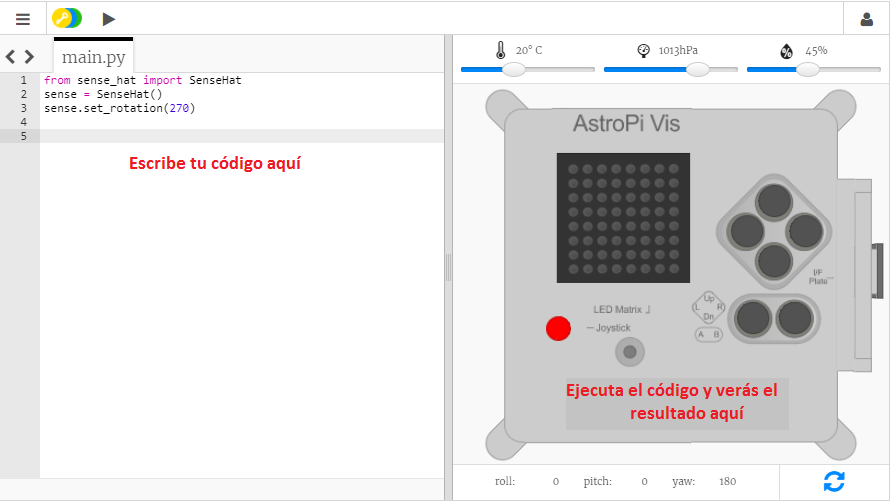 main.py
1 from sense_hat import SenseHat
2 sense = SenseHat()
3 sense.set_rotation(270)
4
5
Escribe tu código aquí
20° C
1013hPa
45%
AstroPi Vis
I/F
Plate
LED Matrix
Up
L R
Dn
Joystick
A B
Ejecuta el código y verás el
resultado aquí
roll: 0 pitch: 0 yaw: 180